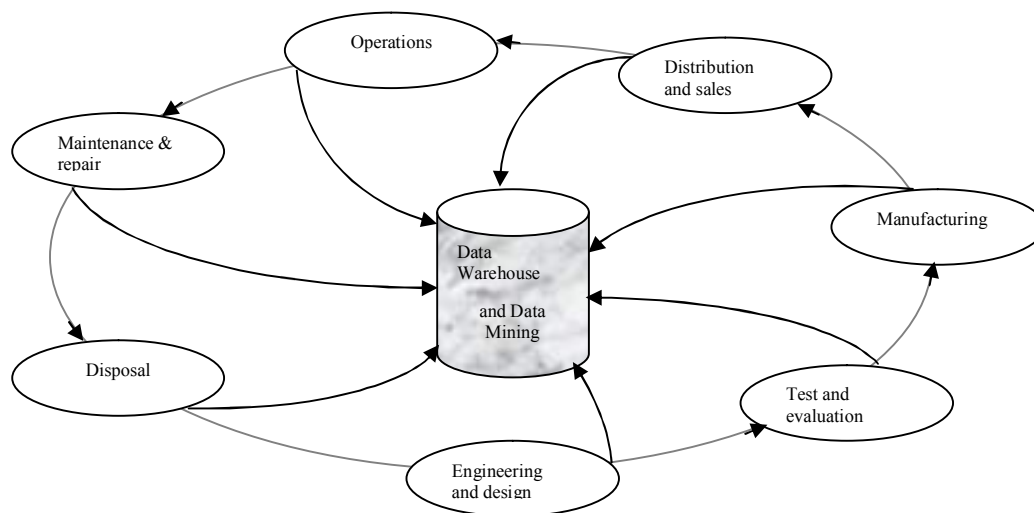 Operations
Distribution
and sales
Maintenance &
repair
Manufacturing
Data
Warehouse
and Data
Mining
Disposal
Test and
evaluation
Engineering
and design